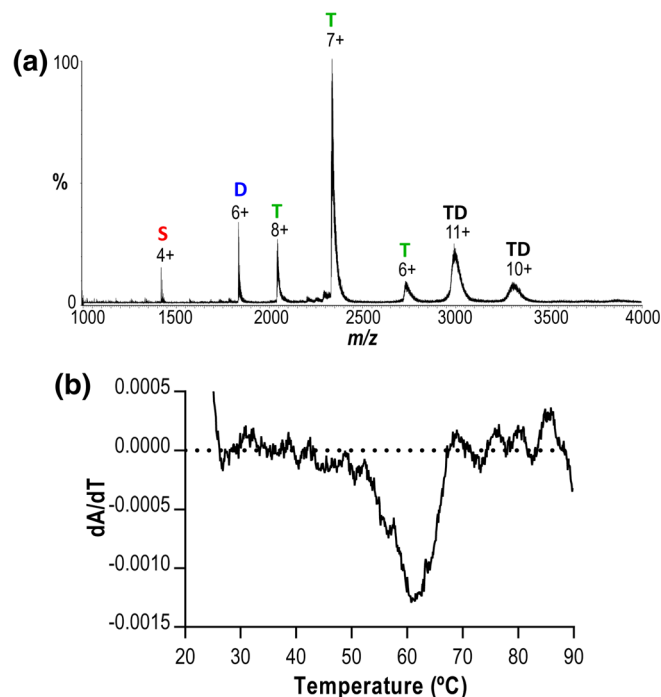 (a)
T
7+
100
%
0
S
4+
D
6+
T
8+
T
6+
TD
11+
TD
10+
1000 1500 2000 2500 3000 3500 4000
m/z
(b)
0.0005
0.0000
-0.0005
-0.0010
-0.0015
dA/dT
20 30 40 50 60 70 80 90
Temperature (ºC)